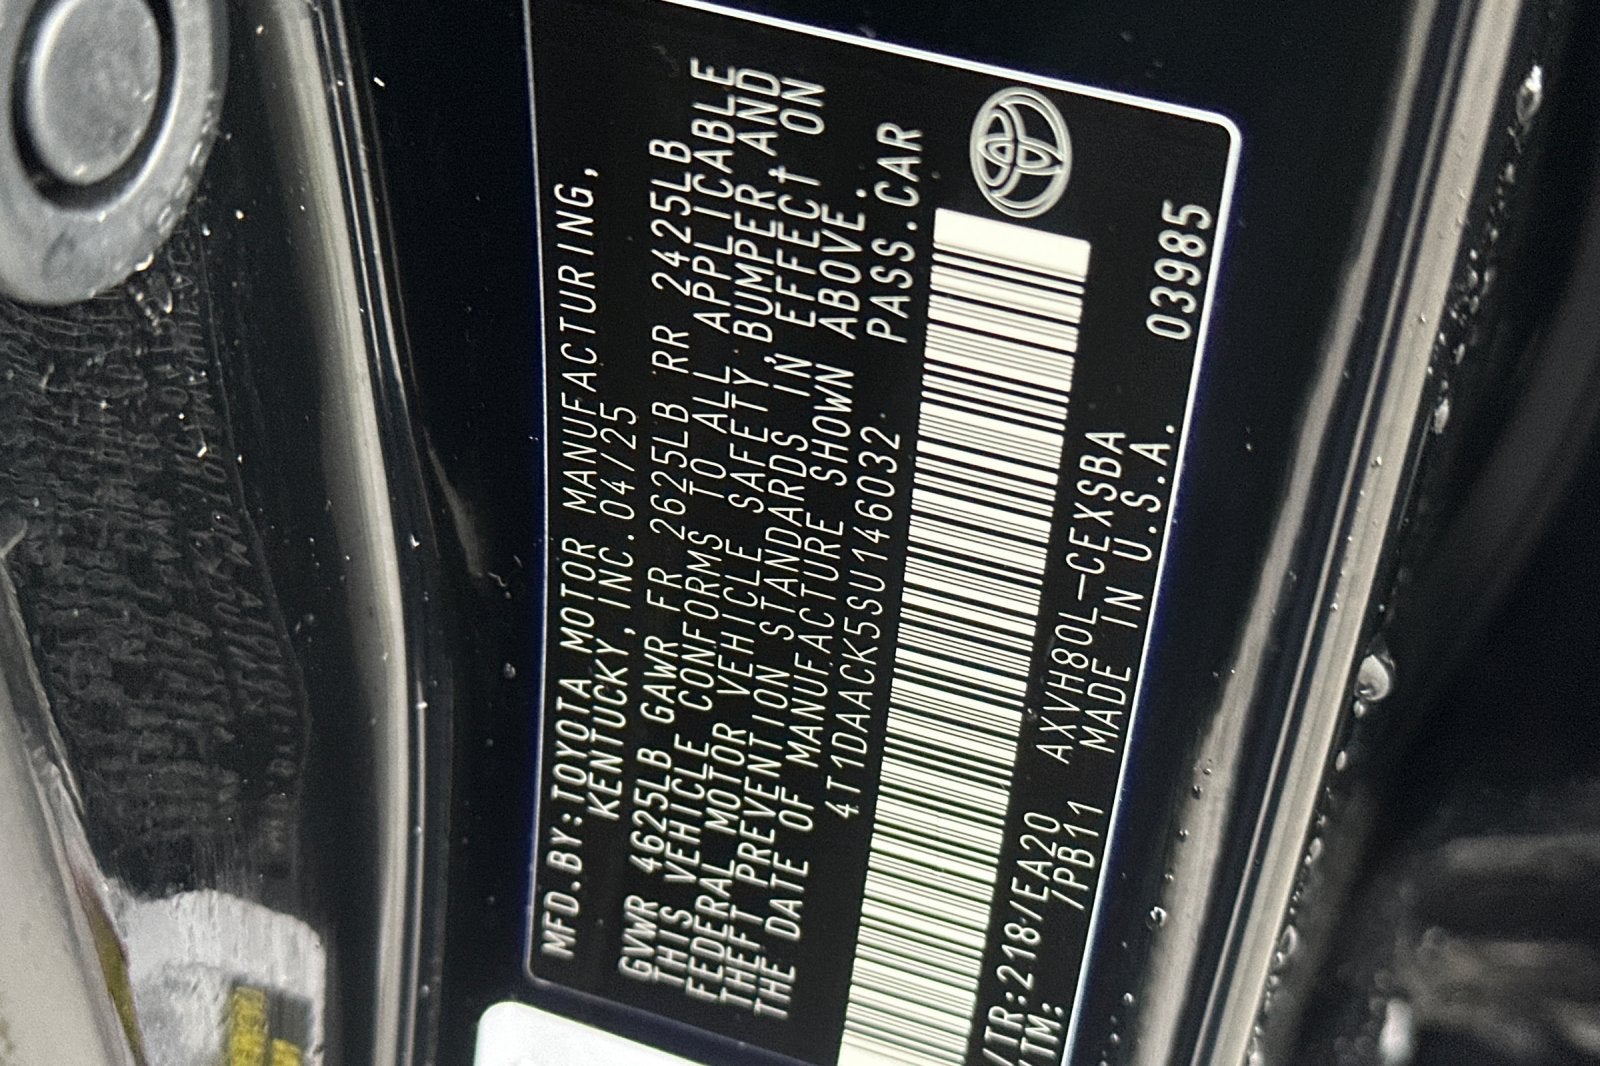 MFD.BY:TOYOTA MOTOR MANUFACTURING,
KENTUCKY, INC. 04/25
GVWR 4625LB GAWR FR 2625LB RR 2425LB
THIS VEHICLE CONFORMS TO ALL APPLICABLE
FEDERAL MOTOR VEHICLE SAFETY,BUMPER,AND
THEFT PREVENTION STANDARDS IN EFFECT ON
THE DATE OF MANUFACTURE SHOWN ABOVE.
4T1DAACK5SU146032 PASS.CAR
/TR:218/EA20 AXVH80L-CEXSBA
/TM: /PB11 MADE IN U.S.A. 03985